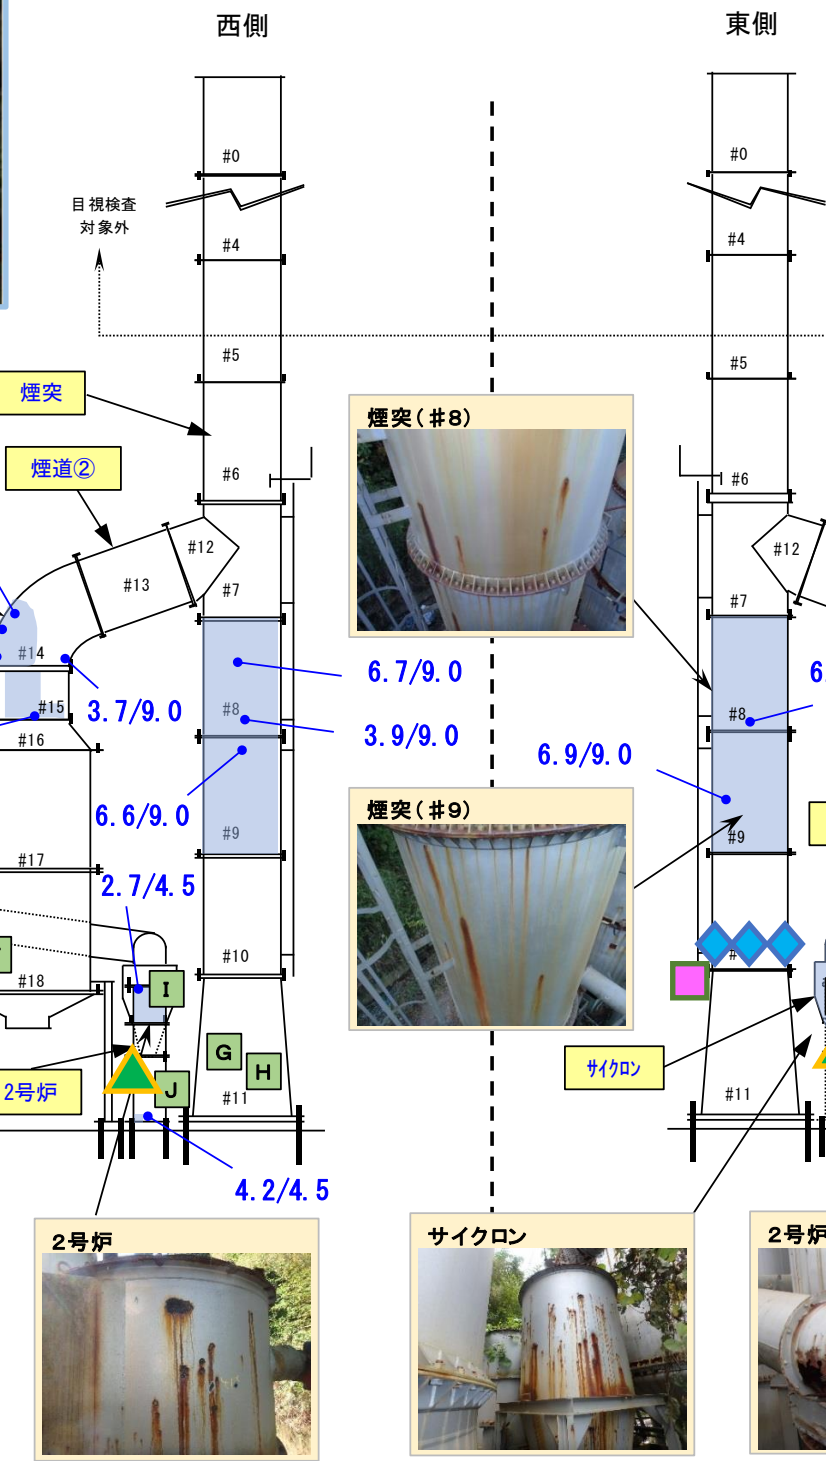 西側
東側
#0
#0
目視検査
対象外
#4
#4
#5
#5
煙突
煙突(#8)
煙道②
#6
#6
#12
#12
#13
#7
#7
#14
6.7/9.0
#15
3.7/9.0
#8
#8
#16
3.9/9.0
6.9/9.0
6.6/9.0
煙突(#9)
#9
#9
#17
2.7/4.5
#10
#18
I
G
H
J
2号炉
サイクロン
#11
#11
4.2/4.5
2号炉
サイクロン
2号炉